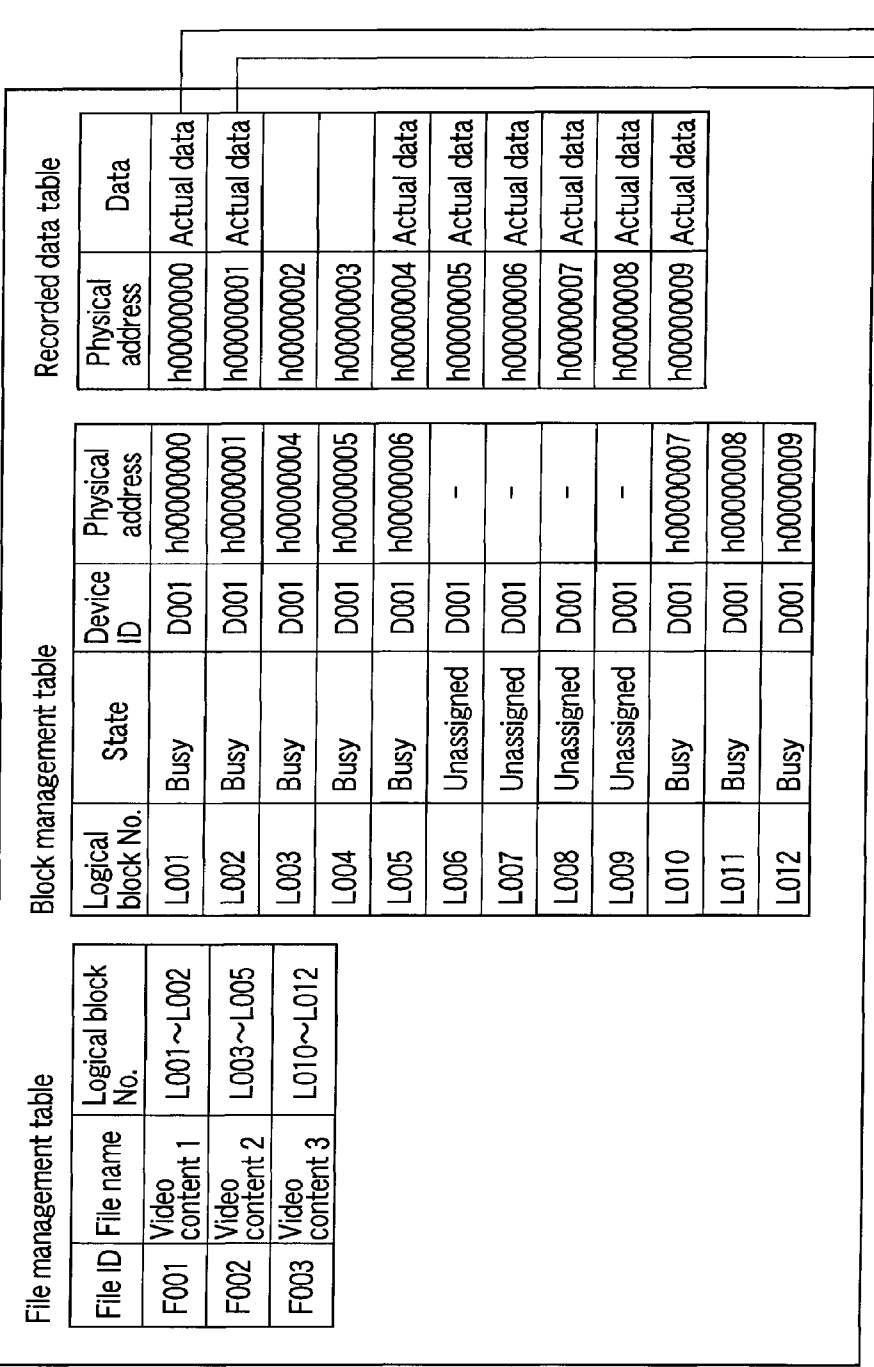 File management table
File ID File name Logical block
No.
F001 Video
content 1 L001~L002
F002 Video
content 2 L003~L005
F003 Video
content 3 L010~L012
Block management table
Logical
block No. State Device
ID Physical
address
L001 Busy D001 h00000000
L002 Busy D001 h00000001
L003 Busy D001 h00000004
L004 Busy D001 h00000005
L005 Busy D001 h00000006
L006 Unassigned D001 -
L007 Unassigned D001 -
L008 Unassigned D001 -
L009 Unassigned D001 -
L010 Busy D001 h00000007
L011 Busy D001 h00000008
L012 Busy D001 h00000009
Recorded data table
Physical
address Data
h00000000 Actual data
h00000001 Actual data
h00000002
h00000003
h00000004 Actual data
h00000005 Actual data
h00000006 Actual data
h00000007 Actual data
h00000008 Actual data
h00000009 Actual data